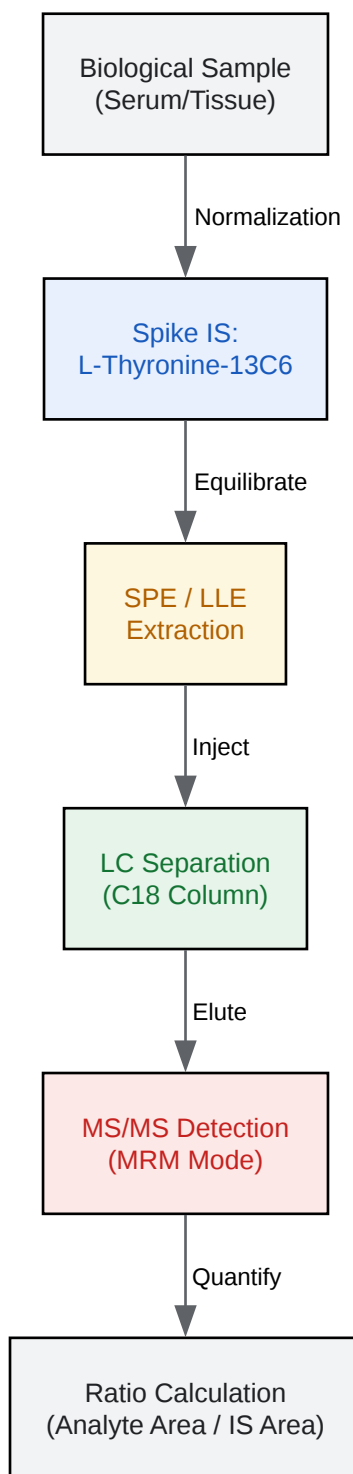 Biological Sample
(Serum/Tissue)
Normalization
Spike IS:
L-Thyronine-13C6
Equilibrate
SPE / LLE
Extraction
Inject
LC Separation
(C18 Column)
Elute
MS/MS Detection
(MRM Mode)
Quantify
Ratio Calculation
(Analyte Area / IS Area)